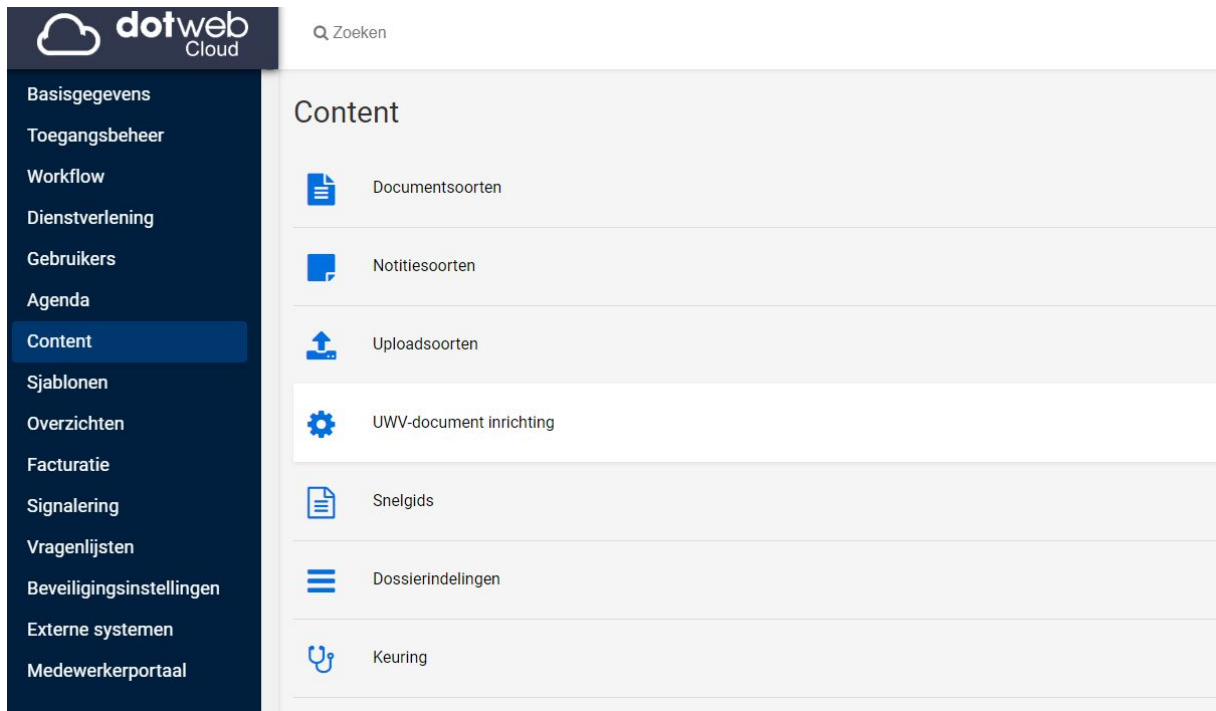 dotweb
Cloud
Zoeken
Basisgegevens
Toegangsbeheer
Workflow
Dienstverlening
Gebruikers
Agenda
Content
Sjablonen
Overzichten
Facturatie
Signalering
Vragenlijsten
Beveiligingsinstellingen
Externe systemen
Medewerkerportaal
Content
Documentsoorten
Notitiesoorten
Uploadsoorten
UWV-document inrichting
Snelgids
Dossierindelingen
Keuring